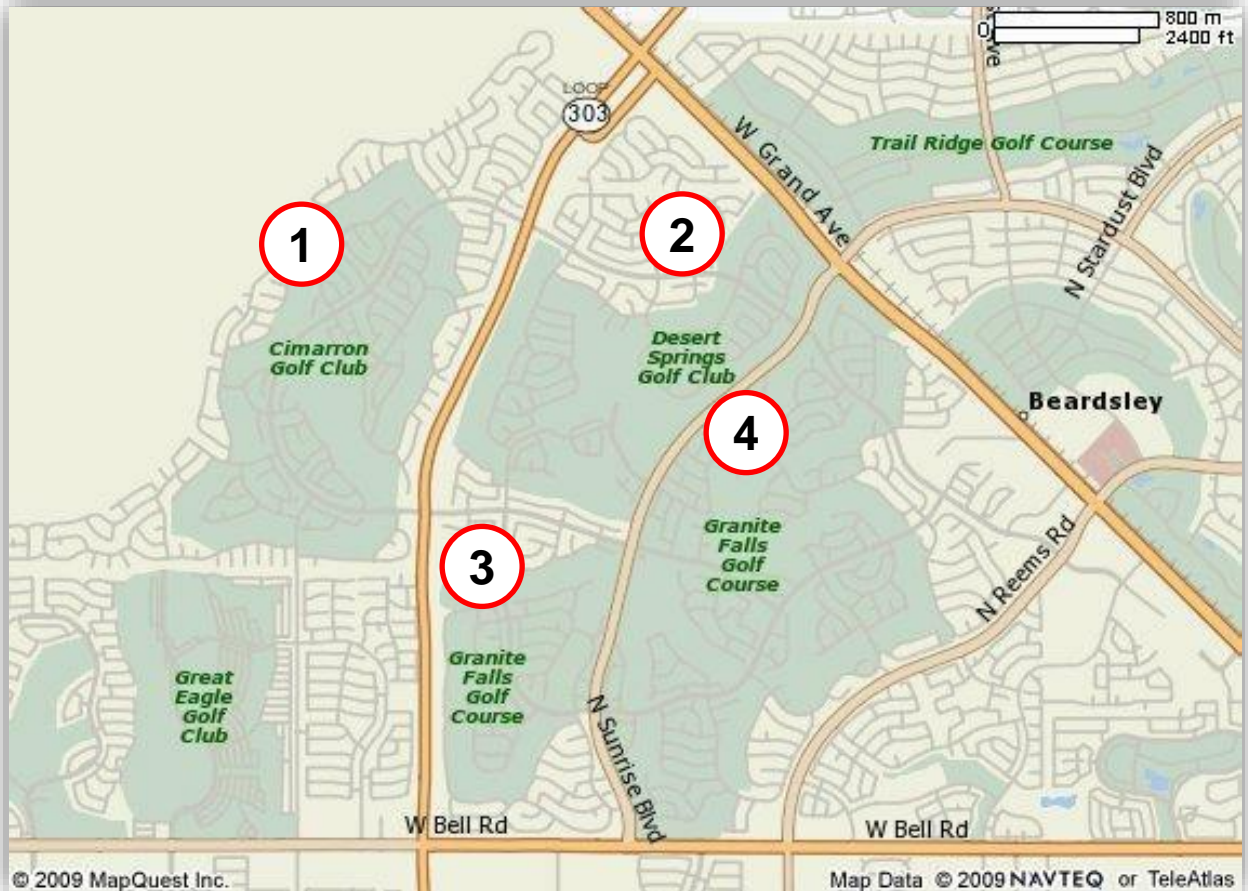 800 m
0
2400 ft
Ave
LOOP
303
W Grand Ave
Trail Ridge Golf Course
N Stardust Blvd
1
2
Cimarron
Golf Club
Desert
Springs
Golf Club
Beardsley
4
3
Granite
Falls
Golf
Course
N Reems Rd
Granite
Falls
Golf
Course
Great
Eagle
Golf
Club
N Sunrise Blvd
W Bell Rd
W Bell Rd
© 2009 MapQuest Inc.
Map Data © 2009 NAVTEQ or TeleAtlas